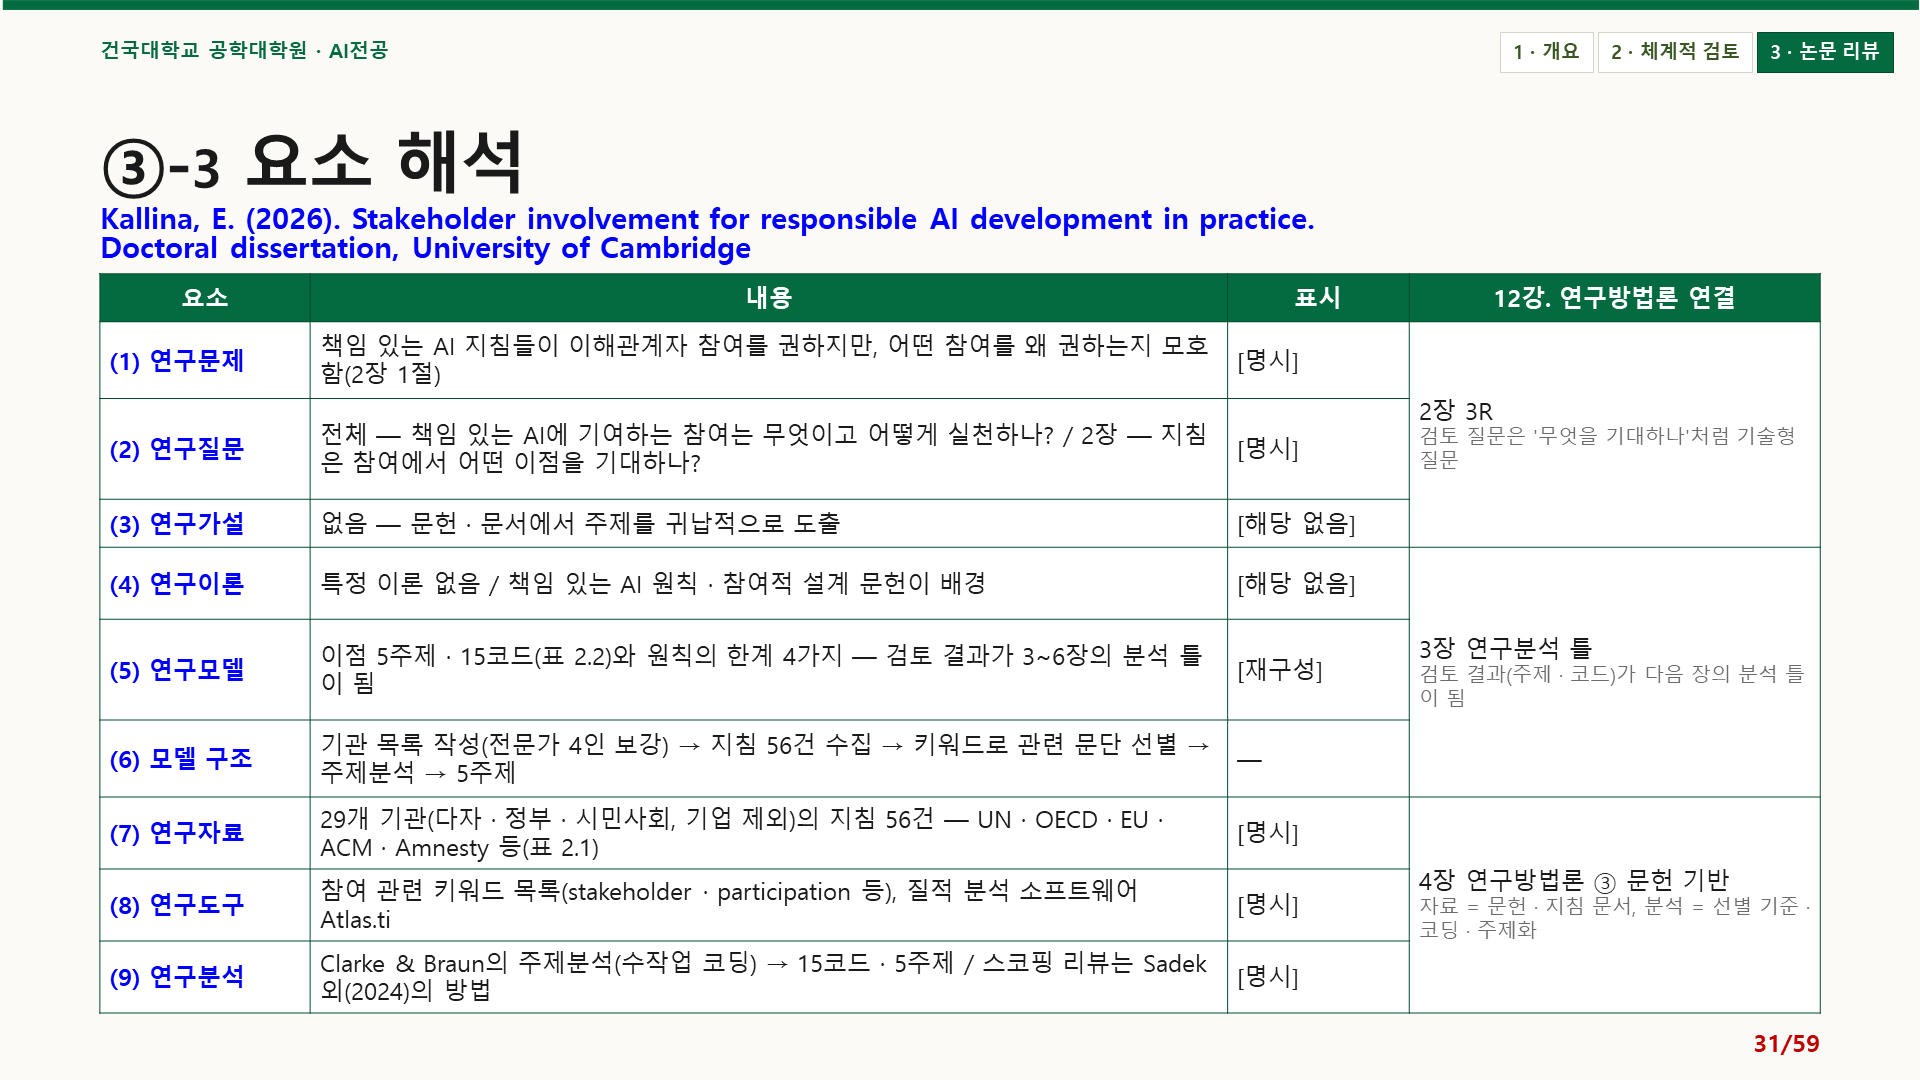 건국대학교 공학대학원 · AI전공
1 · 개요
2 · 체계적 검토
3 · 논문 리뷰
③-3 요소 해석
Kallina, E. (2026). Stakeholder involvement for responsible AI development in practice.
Doctoral dissertation, University of Cambridge
요소
내용
표시
12강. 연구방법론 연결
(1) 연구문제
책임 있는 AI 지침들이 이해관계자 참여를 권하지만, 어떤 참여를 왜 권하는지 모호
함(2장 1절)
[명시]
2장 3R
검토 질문은 '무엇을 기대하나'처럼 기술형
질문
(2) 연구질문
전체 — 책임 있는 AI에 기여하는 참여는 무엇이고 어떻게 실천하나? / 2장 — 지침
은 참여에서 어떤 이점을 기대하나?
[명시]
(3) 연구가설
없음 — 문헌 · 문서에서 주제를 귀납적으로 도출
[해당 없음]
(4) 연구이론
특정 이론 없음 / 책임 있는 AI 원칙 · 참여적 설계 문헌이 배경
[해당 없음]
3장 연구분석 틀
검토 결과(주제 · 코드)가 다음 장의 분석 틀
이 됨
(5) 연구모델
이점 5주제 · 15코드(표 2.2)와 원칙의 한계 4가지 — 검토 결과가 3~6장의 분석 틀
이 됨
[재구성]
(6) 모델 구조
기관 목록 작성(전문가 4인 보강) → 지침 56건 수집 → 키워드로 관련 문단 선별 →
주제분석 → 5주제
—
(7) 연구자료
29개 기관(다자 · 정부 · 시민사회, 기업 제외)의 지침 56건 — UN · OECD · EU ·
ACM · Amnesty 등(표 2.1)
[명시]
4장 연구방법론 ③ 문헌 기반
자료 = 문헌 · 지침 문서, 분석 = 선별 기준 ·
코딩 · 주제화
(8) 연구도구
참여 관련 키워드 목록(stakeholder · participation 등), 질적 분석 소프트웨어
Atlas.ti
[명시]
(9) 연구분석
Clarke & Braun의 주제분석(수작업 코딩) → 15코드 · 5주제 / 스코핑 리뷰는 Sadek
외(2024)의 방법
[명시]
31/59